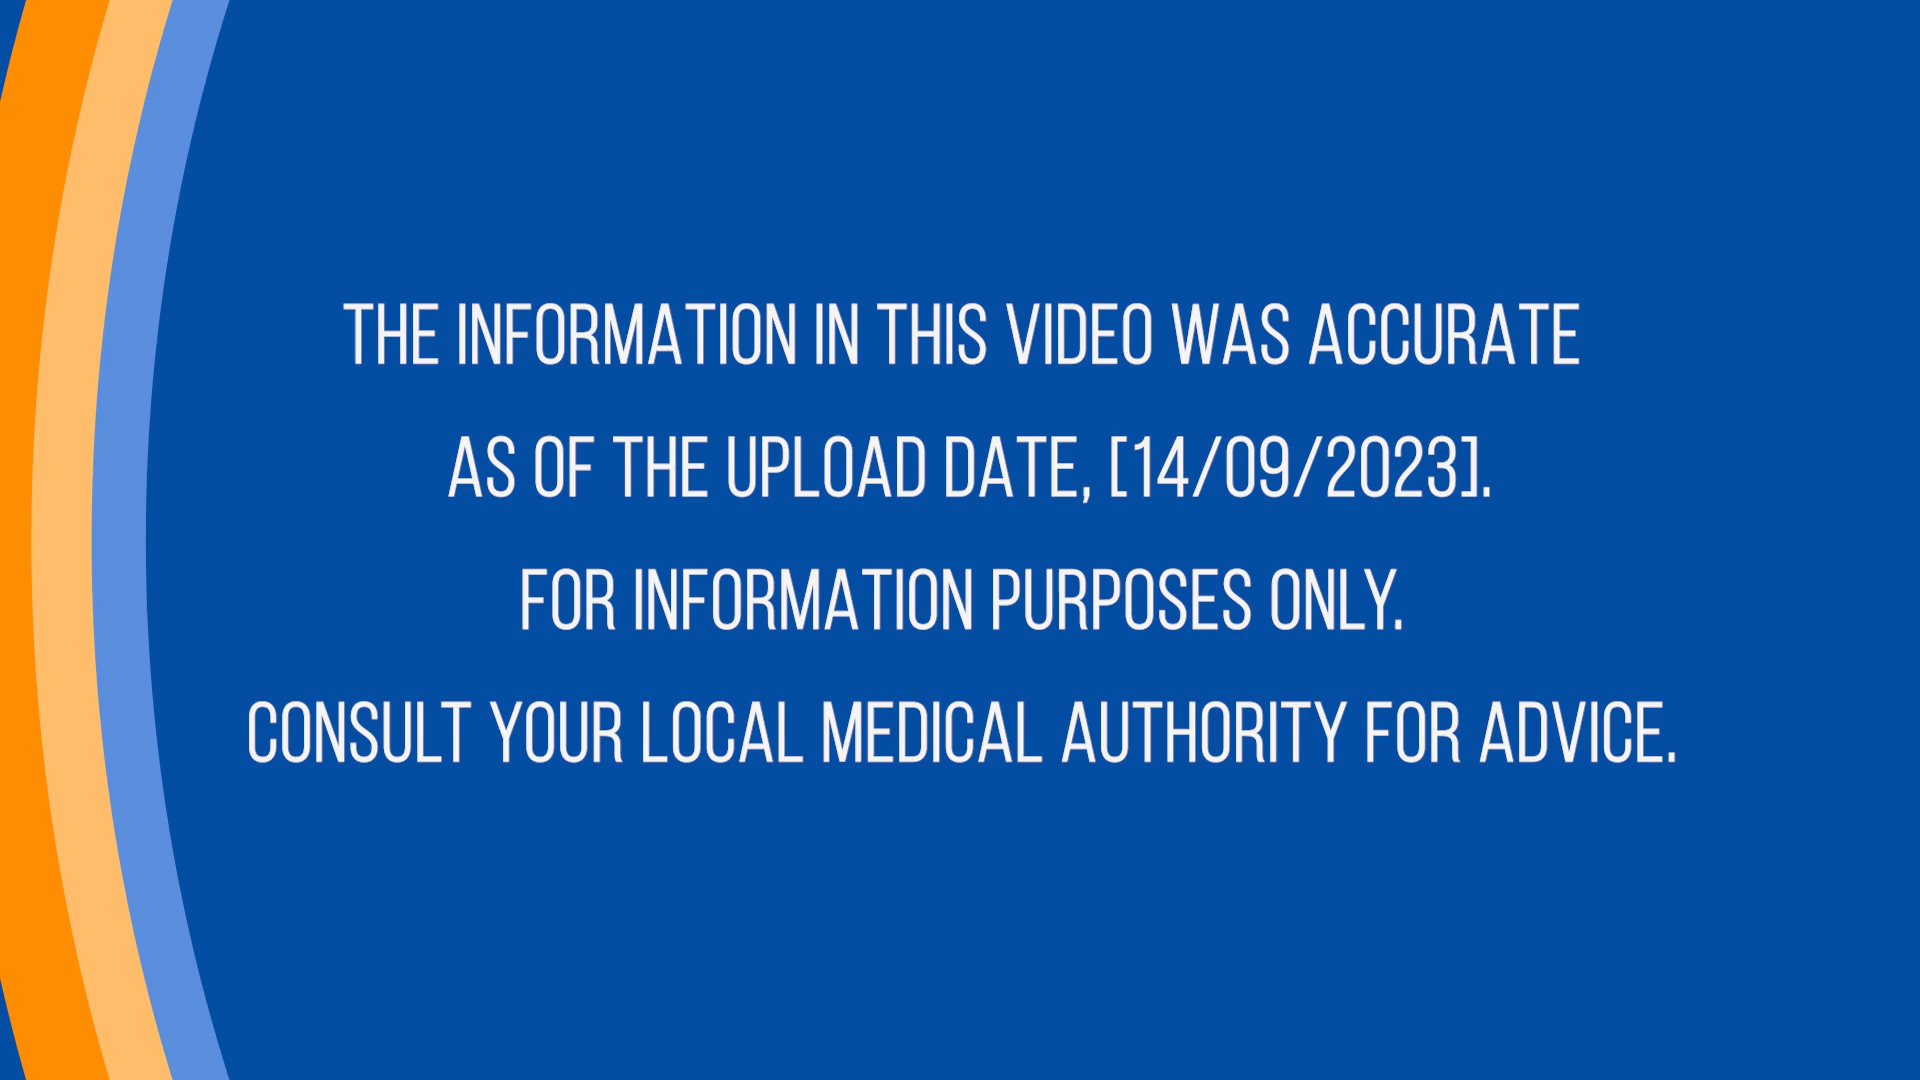 THE INFORMATION IN THIS VIDEO WAS ACCURATE
AS OF THE UPLOAD DATE, [14/09/2023].
FOR INFORMATION PURPOSES ONLY.
CONSULT YOUR LOCAL MEDICAL AUTHORITY FOR ADVICE.